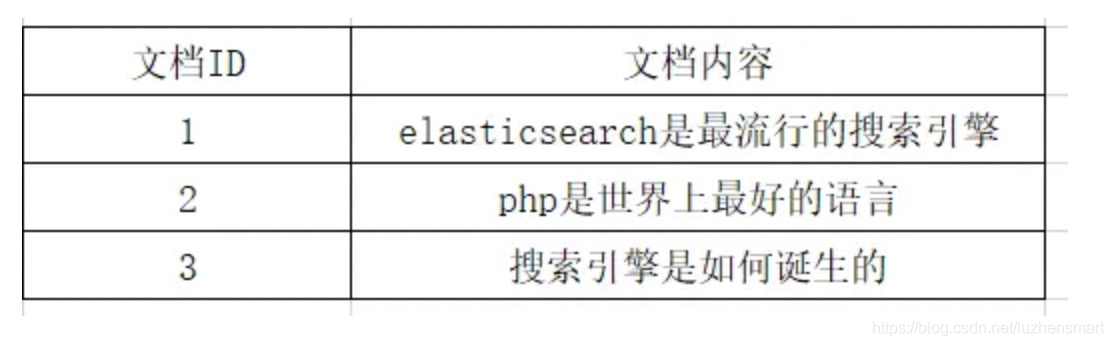 文档ID 文档内容
1 elasticsearch是最流行的搜索引擎
2 php是世界上最好的语言
3 搜索引擎是如何诞生的
https://blog.csdn.net/luzhensmart